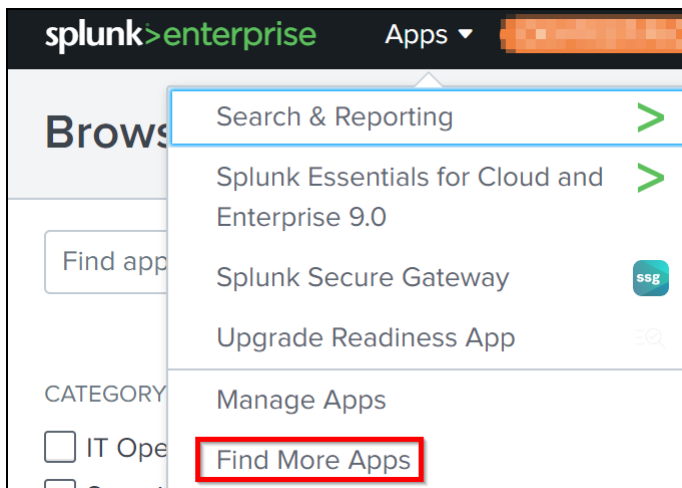 splunk>enterprise Apps
Brows
Search & Reporting
Splunk Essentials for Cloud and
Enterprise 9.0
Find app
Splunk Secure Gateway ssg
Upgrade Readiness App
CATEGORY
Manage Apps
IT Ope
Find More Apps